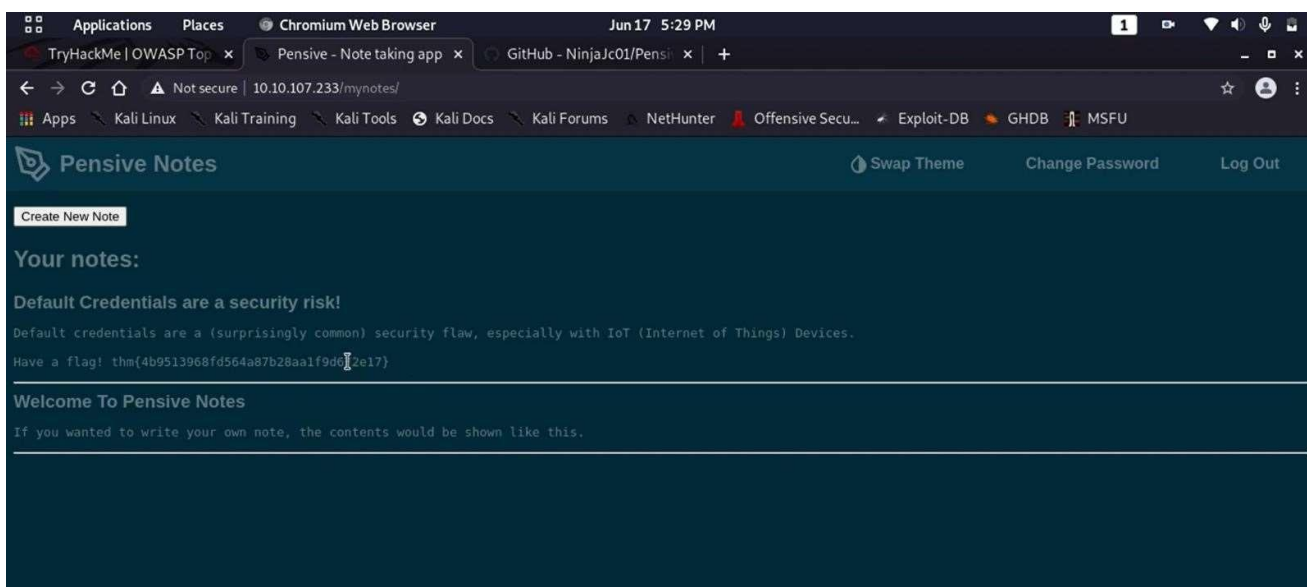 Applications Places Chromium Web Browser Jun 17 5:29 PM 1
TryHackMe | OWASP Top × Pensive - Note taking app × GitHub - NinjaJc01/Pensi × +
Not secure | 10.10.107.233/mynotes/
Apps Kali Linux Kali Training Kali Tools Kali Docs Kali Forums NetHunter Offensive Secu... Exploit-DB GHDB MSFU
Pensive Notes Swap Theme Change Password Log Out
Create New Note
Your notes:
Default Credentials are a security risk!
Default credentials are a (surprisingly common) security flaw, especially with IoT (Internet of Things) Devices.
Have a flag!
Welcome To Pensive Notes
If you wanted to write your own note, the contents would be shown like this.